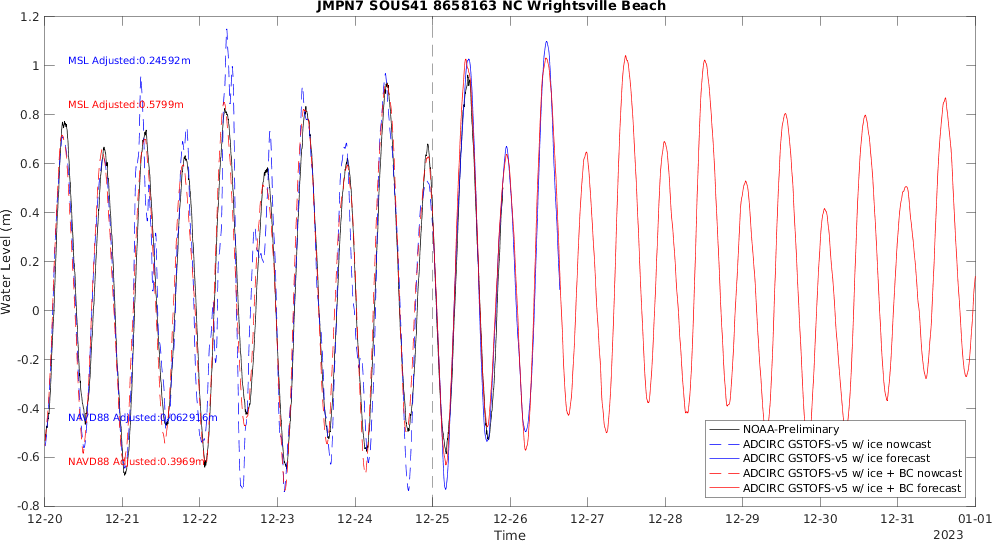 JMPN7 SOUS41 8658163 NC Wrightsville Beach
Water Level (m)
1.2
1
0.8
0.6
0.4
0.2
0
-0.2
-0.4
-0.6
-0.8
MSL Adjusted:0.24592m
MSL Adjusted:0.5799m
NAVD88 Adjusted:0.062916m
NAVD88 Adjusted:0.3969m
NOAA-Preliminary
ADCIRC GSTOFS-v5 w/ ice nowcast
ADCIRC GSTOFS-v5 w/ ice forecast
ADCIRC GSTOFS-v5 w/ ice + BC nowcast
ADCIRC GSTOFS-v5 w/ ice + BC forecast
12-20 12-21 12-22 12-23 12-24 12-25 12-26 12-27 12-28 12-29 12-30 12-31 01-01
Time
2023